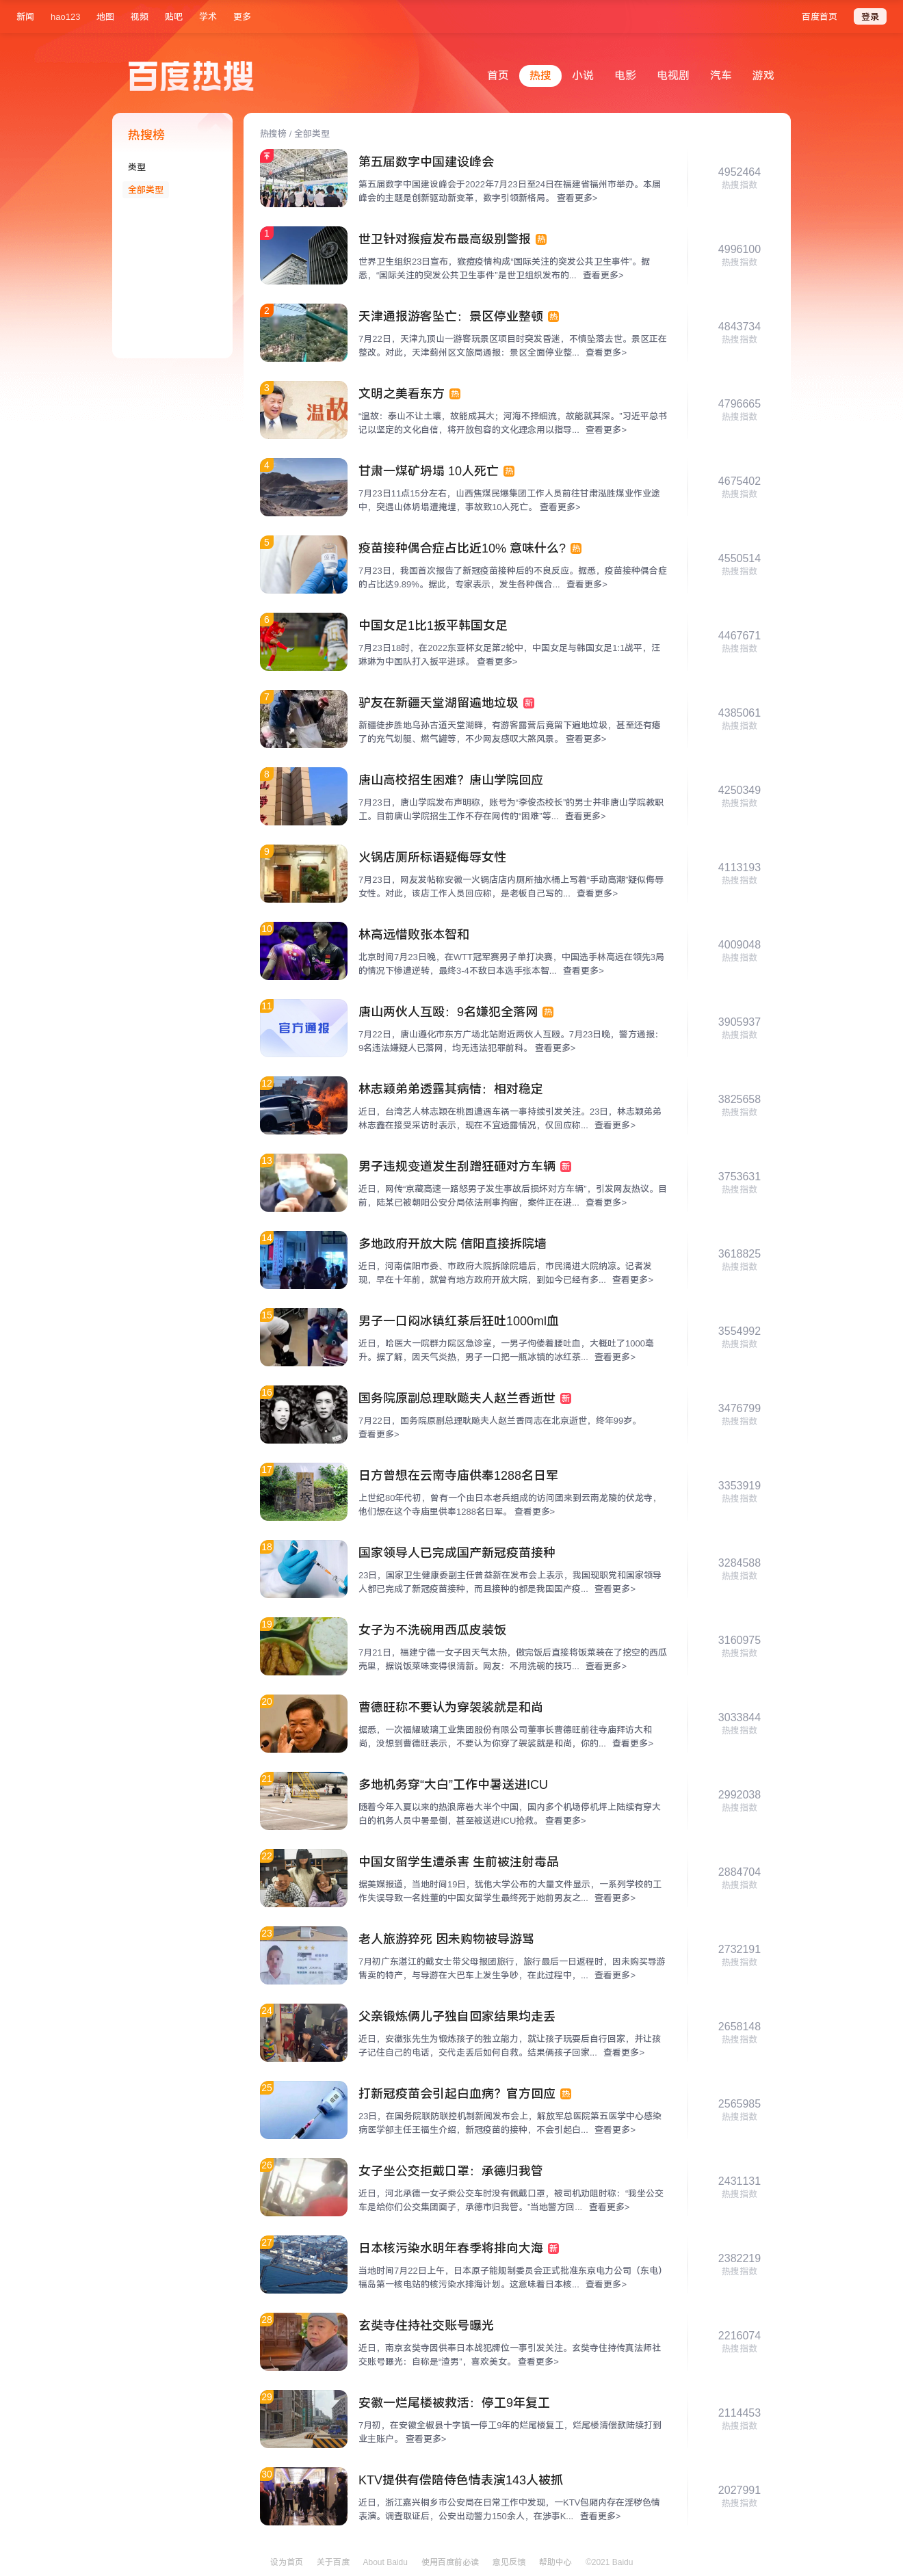 新闻 hao123 地图 视频 贴吧 学术 更多 百度首页 登录
百度热搜
首页 热搜 小说 电影 电视剧 汽车 游戏
热搜榜
类型
全部类型
热搜榜 / 全部类型
第五届数字中国建设峰会
第五届数字中国建设峰会于2022年7月23日至24日在福建省福州市举办。本届
峰会的主题是创新驱动新变革，数字引领新格局。 查看更多>
4952464
热搜指数
1
世卫针对猴痘发布最高级别警报 热
世界卫生组织23日宣布，猴痘疫情构成“国际关注的突发公共卫生事件”。据
悉，“国际关注的突发公共卫生事件”是世卫组织发布的... 查看更多>
4996100
热搜指数
2
天津通报游客坠亡：景区停业整顿 热
7月22日，天津九顶山一游客玩景区项目时突发昏迷，不慎坠落去世。景区正在
整改。对此，天津蓟州区文旅局通报：景区全面停业整... 查看更多>
4843734
热搜指数
3
温故
文明之美看东方 热
“温故：泰山不让土壤，故能成其大；河海不择细流，故能就其深。”习近平总书
记以坚定的文化自信，将开放包容的文化理念用以指导... 查看更多>
4796665
热搜指数
4
甘肃一煤矿坍塌 10人死亡 热
7月23日11点15分左右，山西焦煤民爆集团工作人员前往甘肃泓胜煤业作业途
中，突遇山体坍塌遭掩埋，事故致10人死亡。 查看更多>
4675402
热搜指数
5
疫苗接种偶合症占比近10% 意味什么? 热
7月23日，我国首次报告了新冠疫苗接种后的不良反应。据悉，疫苗接种偶合症
的占比达9.89%。据此，专家表示，发生各种偶合... 查看更多>
4550514
热搜指数
6
中国女足1比1扳平韩国女足
7月23日18时，在2022东亚杯女足第2轮中，中国女足与韩国女足1:1战平，汪
琳琳为中国队打入扳平进球。 查看更多>
4467671
热搜指数
7
驴友在新疆天堂湖留遍地垃圾 新
新疆徒步胜地乌孙古道天堂湖畔，有游客露营后竟留下遍地垃圾，甚至还有瘪
了的充气划艇、燃气罐等，不少网友感叹大煞风景。 查看更多>
4385061
热搜指数
8
唐山高校招生困难？唐山学院回应
7月23日，唐山学院发布声明称，账号为“李俊杰校长”的男士并非唐山学院教职
工。目前唐山学院招生工作不存在网传的“困难”等... 查看更多>
4250349
热搜指数
9
火锅店厕所标语疑侮辱女性
7月23日，网友发帖称安徽一火锅店店内厕所抽水桶上写着“手动高潮”疑似侮辱
女性。对此，该店工作人员回应称，是老板自己写的... 查看更多>
4113193
热搜指数
10
林高远惜败张本智和
北京时间7月23日晚，在WTT冠军赛男子单打决赛，中国选手林高远在领先3局
的情况下惨遭逆转，最终3-4不敌日本选手张本智... 查看更多>
4009048
热搜指数
11
官方通报
唐山两伙人互殴：9名嫌犯全落网 热
7月22日，唐山遵化市东方广场北站附近两伙人互殴。7月23日晚，警方通报：
9名违法嫌疑人已落网，均无违法犯罪前科。 查看更多>
3905937
热搜指数
12
林志颖弟弟透露其病情：相对稳定
近日，台湾艺人林志颖在桃园遭遇车祸一事持续引发关注。23日，林志颖弟弟
林志鑫在接受采访时表示，现在不宜透露情况，仅回应称... 查看更多>
3825658
热搜指数
13
男子违规变道发生刮蹭狂砸对方车辆 新
近日，网传“京藏高速一路怒男子发生事故后损坏对方车辆”，引发网友热议。目
前，陆某已被朝阳公安分局依法刑事拘留，案件正在进... 查看更多>
3753631
热搜指数
14
多地政府开放大院 信阳直接拆院墙
近日，河南信阳市委、市政府大院拆除院墙后，市民涌进大院纳凉。记者发
现，早在十年前，就曾有地方政府开放大院，到如今已经有多... 查看更多>
3618825
热搜指数
15
男子一口闷冰镇红茶后狂吐1000ml血
近日，哈医大一院群力院区急诊室，一男子佝偻着腰吐血，大概吐了1000毫
升。据了解，因天气炎热，男子一口把一瓶冰镇的冰红茶... 查看更多>
3554992
热搜指数
16
国务院原副总理耿飚夫人赵兰香逝世 新
7月22日，国务院原副总理耿飚夫人赵兰香同志在北京逝世，终年99岁。
查看更多>
3476799
热搜指数
17
日方曾想在云南寺庙供奉1288名日军
上世纪80年代初，曾有一个由日本老兵组成的访问团来到云南龙陵的伏龙寺，
他们想在这个寺庙里供奉1288名日军。 查看更多>
3353919
热搜指数
18
国家领导人已完成国产新冠疫苗接种
23日，国家卫生健康委副主任曾益新在发布会上表示，我国现职党和国家领导
人都已完成了新冠疫苗接种，而且接种的都是我国国产疫... 查看更多>
3284588
热搜指数
19
女子为不洗碗用西瓜皮装饭
7月21日，福建宁德一女子因天气太热，做完饭后直接将饭菜装在了挖空的西瓜
壳里，据说饭菜味变得很清新。网友：不用洗碗的技巧... 查看更多>
3160975
热搜指数
20
曹德旺称不要认为穿袈裟就是和尚
据悉，一次福耀玻璃工业集团股份有限公司董事长曹德旺前往寺庙拜访大和
尚，没想到曹德旺表示，不要认为你穿了袈裟就是和尚，你的... 查看更多>
3033844
热搜指数
21
多地机务穿“大白”工作中暑送进ICU
随着今年入夏以来的热浪席卷大半个中国，国内多个机场停机坪上陆续有穿大
白的机务人员中暑晕倒，甚至被送进ICU抢救。 查看更多>
2992038
热搜指数
22
中国女留学生遭杀害 生前被注射毒品
据美媒报道，当地时间19日，犹他大学公布的大量文件显示，一系列学校的工
作失误导致一名姓董的中国女留学生最终死于她前男友之... 查看更多>
2884704
热搜指数
23
老人旅游猝死 因未购物被导游骂
7月初广东湛江的戴女士带父母报团旅行，旅行最后一日返程时，因未购买导游
售卖的特产，与导游在大巴车上发生争吵，在此过程中，... 查看更多>
2732191
热搜指数
24
父亲锻炼俩儿子独自回家结果均走丢
近日，安徽张先生为锻炼孩子的独立能力，就让孩子玩耍后自行回家，并让孩
子记住自己的电话，交代走丢后如何自救。结果俩孩子回家... 查看更多>
2658148
热搜指数
25
打新冠疫苗会引起白血病？官方回应 热
23日，在国务院联防联控机制新闻发布会上，解放军总医院第五医学中心感染
病医学部主任王福生介绍，新冠疫苗的接种，不会引起白... 查看更多>
2565985
热搜指数
26
女子坐公交拒戴口罩：承德归我管
近日，河北承德一女子乘公交车时没有佩戴口罩，被司机劝阻时称：“我坐公交
车是给你们公交集团面子，承德市归我管。”当地警方回... 查看更多>
2431131
热搜指数
27
日本核污染水明年春季将排向大海 新
当地时间7月22日上午，日本原子能规制委员会正式批准东京电力公司（东电）
福岛第一核电站的核污染水排海计划。这意味着日本核... 查看更多>
2382219
热搜指数
28
玄奘寺住持社交账号曝光
近日，南京玄奘寺因供奉日本战犯牌位一事引发关注。玄奘寺住持传真法师社
交账号曝光：自称是“渣男”，喜欢美女。 查看更多>
2216074
热搜指数
29
安徽一烂尾楼被救活：停工9年复工
7月初，在安徽全椒县十字镇一停工9年的烂尾楼复工，烂尾楼清偿款陆续打到
业主账户。 查看更多>
2114453
热搜指数
30
KTV提供有偿陪侍色情表演143人被抓
近日，浙江嘉兴桐乡市公安局在日常工作中发现，一KTV包厢内存在淫秽色情
表演。调查取证后，公安出动警力150余人，在涉事K... 查看更多>
2027991
热搜指数
设为首页 关于百度 About Baidu 使用百度前必读 意见反馈 帮助中心 ©2021 Baidu